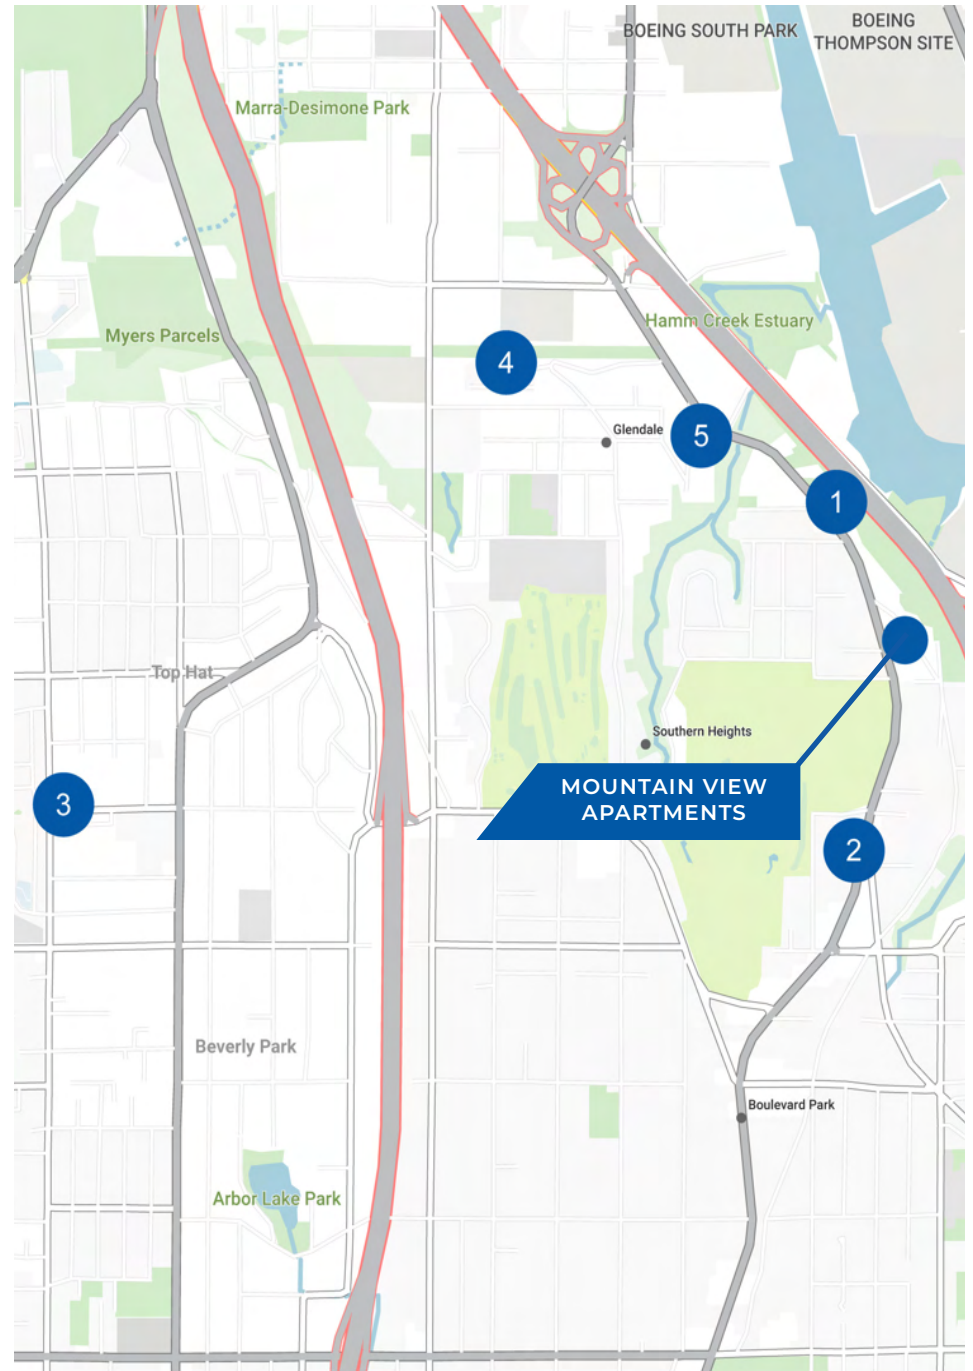 BOEING SOUTH PARK
BOEING
THOMPSON SITE
Marra-Desimone Park
Hamm Creek Estuary
Myers Parcels
4
Glendale
5
1
Top Hat
Southern Heights
MOUNTAIN VIEW
APARTMENTS
3
2
Beverly Park
Boulevard Park
Arbor Lake Park